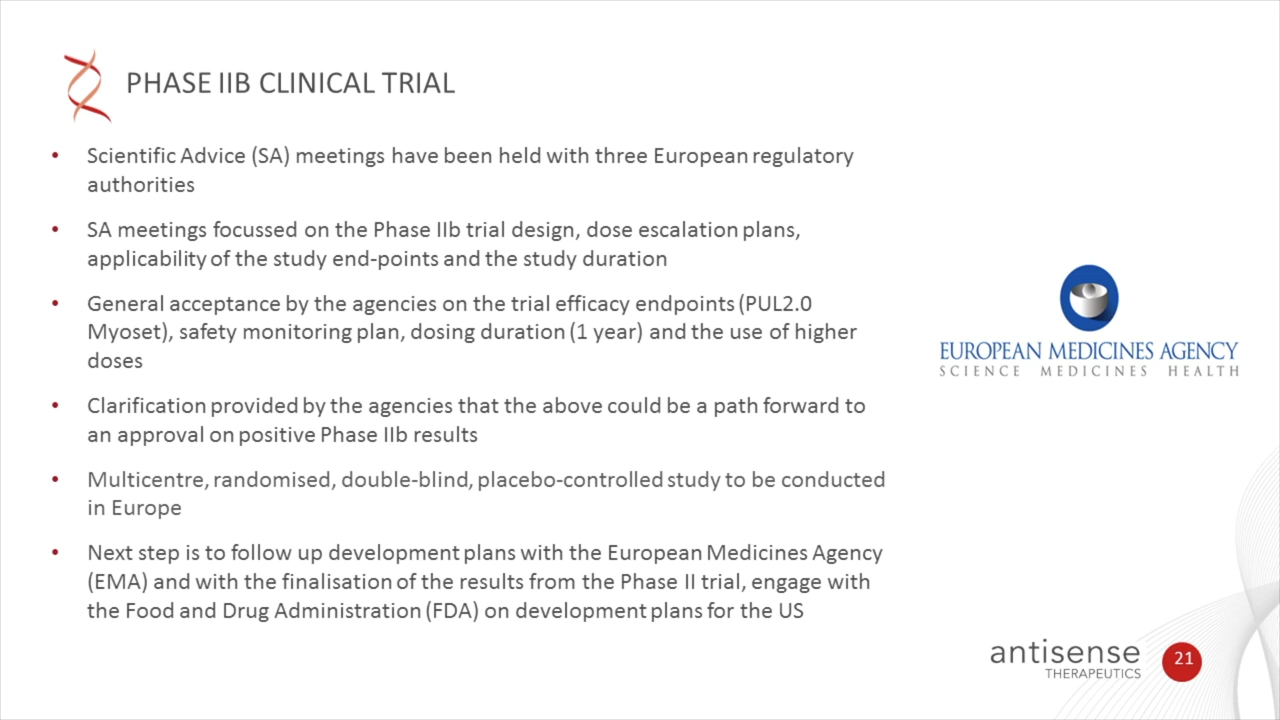 PHASE IIB CLINICAL TRIAL
• Scientific Advice (SA) meetings have been held with three European regulatory
authorities
• SA meetings focussed on the Phase IIb trial design, dose escalation plans,
applicability of the study end-points and the study duration
• General acceptance by the agencies on the trial efficacy endpoints (PUL2.0
Myoset), safety monitoring plan, dosing duration (1 year) and the use of higher
doses
• Clarification provided by the agencies that the above could be a path forward to
an approval on positive Phase IIb results
• Multicentre, randomised, double-blind, placebo-controlled study to be conducted
in Europe
• Next step is to follow up development plans with the European Medicines Agency
(EMA) and with the finalisation of the results from the Phase II trial, engage with
the Food and Drug Administration (FDA) on development plans for the US
EUROPEAN MEDICINES AGENCY
SCIENCE MEDICINES HEALTH
antisense
THERAPEUTICS
21